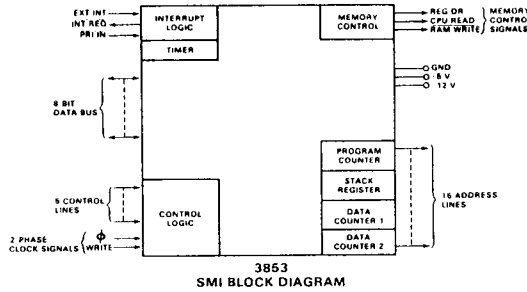 EXT INT
INT REQ
PRI IN
INTERRUPT LOGIC
TIMER
MEMORY CONTROL
REG DR
CPU READ
RAM WRITE
MEMORY CONTROL SIGNALS
GND
5 V
12 V
8 BIT DATA BUS
PROGRAM COUNTER
STACK REGISTER
DATA COUNTER 1
DATA COUNTER 2
16 ADDRESS LINES
5 CONTROL LINES
CONTROL LOGIC
2 PHASE CLOCK SIGNALS
Φ
WRITE
3853
SMI BLOCK DIAGRAM